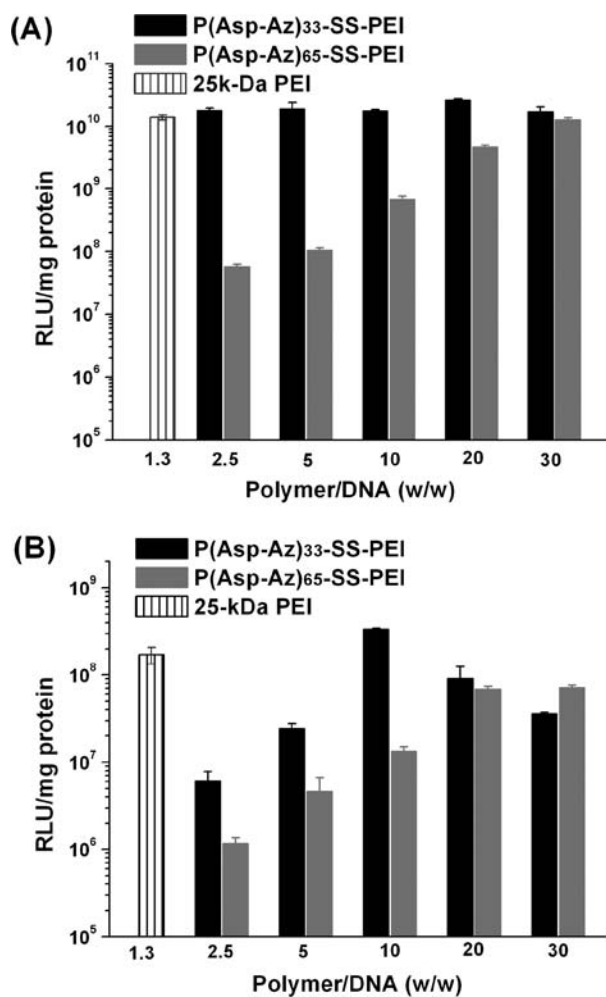 (A)
P(Asp-Az)33-SS-PEI
P(Asp-Az)65-SS-PEI
25k-Da PEI
RLU/mg protein
10^11
10^10
10^9
10^8
10^7
10^6
10^5
1.3 2.5 5 10 20 30
Polymer/DNA (w/w)
(B)
P(Asp-Az)33-SS-PEI
P(Asp-Az)65-SS-PEI
25-kDa PEI
RLU/mg protein
10^9
10^8
10^7
10^6
10^5
1.3 2.5 5 10 20 30
Polymer/DNA (w/w)